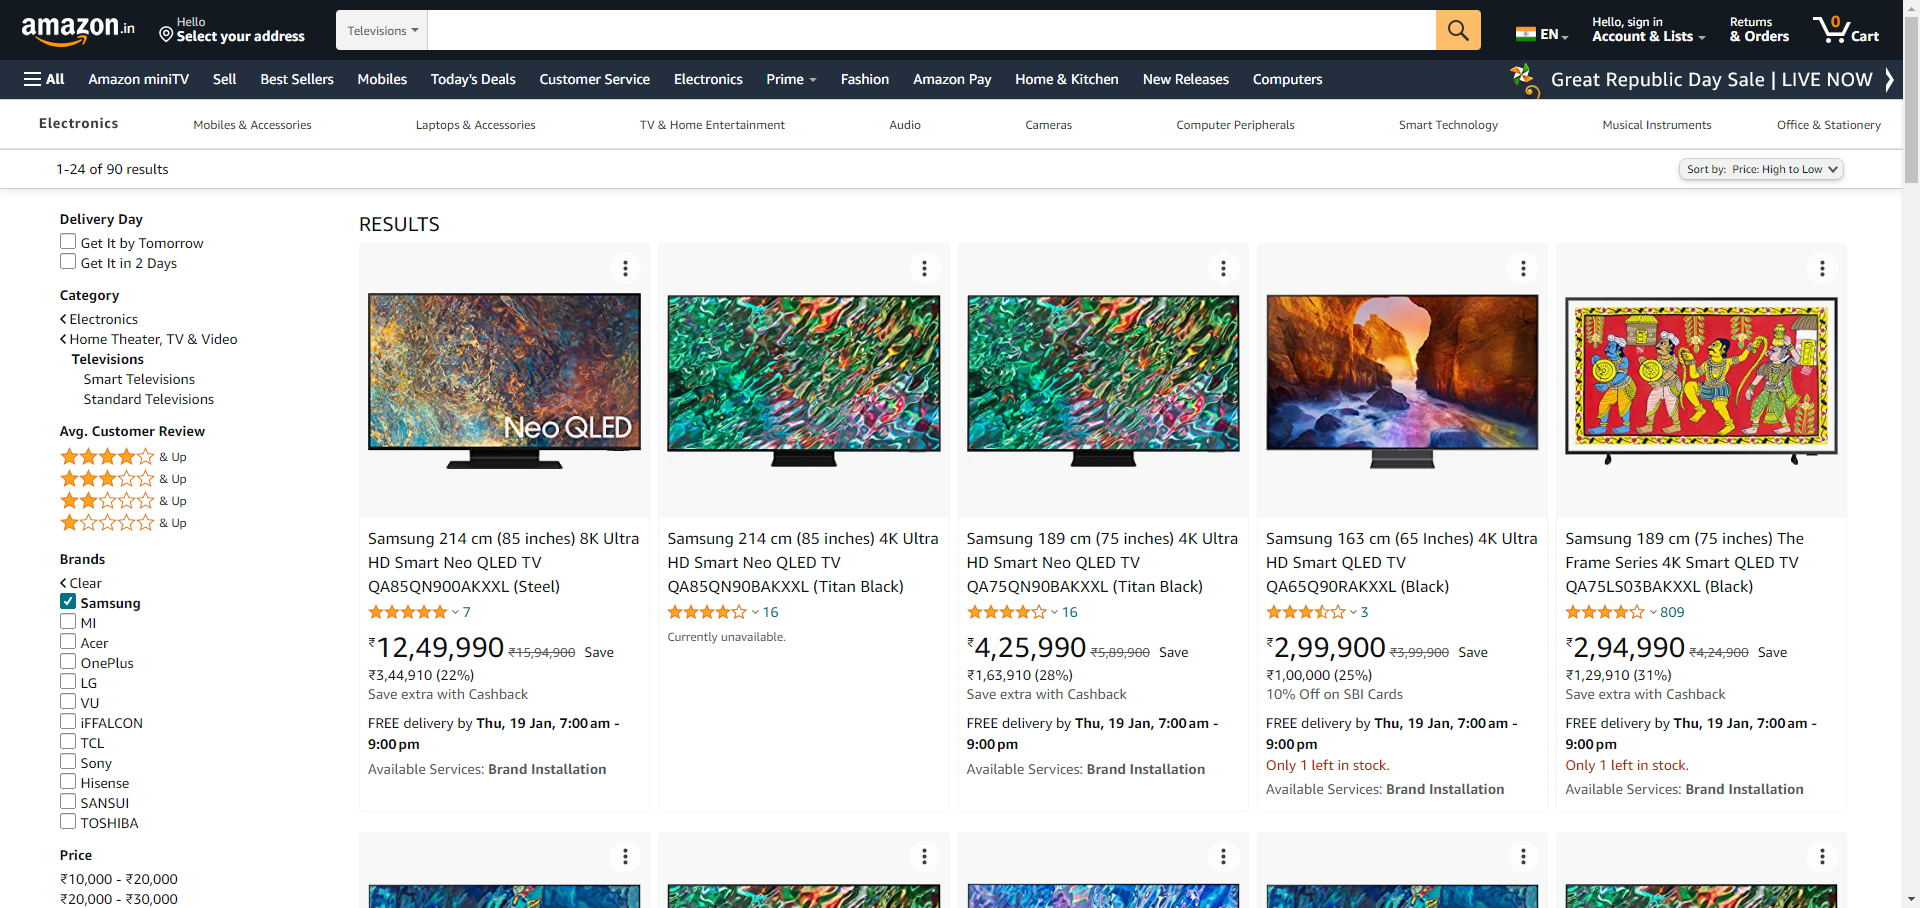 amazon.in
Hello
Select your address
Televisions
EN
Hello, sign in
Account & Lists
Returns
& Orders
0
Cart
All
Amazon miniTV
Sell
Best Sellers
Mobiles
Today's Deals
Customer Service
Electronics
Prime
Fashion
Amazon Pay
Home & Kitchen
New Releases
Computers
Great Republic Day Sale | LIVE NOW
Electronics
Mobiles & Accessories
Laptops & Accessories
TV & Home Entertainment
Audio
Cameras
Computer Peripherals
Smart Technology
Musical Instruments
Office & Stationery
1-24 of 90 results
Sort by: Price: High to Low
Delivery Day
Get It by Tomorrow
Get It in 2 Days
Category
Electronics
Home Theater, TV & Video
Televisions
Smart Televisions
Standard Televisions
Avg. Customer Review
& Up
& Up
& Up
& Up
Brands
Clear
Samsung
MI
Acer
OnePlus
LG
VU
iFFALCON
TCL
Sony
Hisense
SANSUI
TOSHIBA
Price
₹10,000 - ₹20,000
₹20,000 - ₹30,000
RESULTS
Neo QLED
Samsung 214 cm (85 inches) 8K Ultra
HD Smart Neo QLED TV
QA85QN900AKXXL (Steel)
7
₹12,49,990 ₹15,94,900 Save
₹3,44,910 (22%)
Save extra with Cashback
FREE delivery by Thu, 19 Jan, 7:00 am -
9:00 pm
Available Services: Brand Installation
Samsung 214 cm (85 inches) 4K Ultra
HD Smart Neo QLED TV
QA85QN90BAKXXL (Titan Black)
16
Currently unavailable.
Samsung 189 cm (75 inches) 4K Ultra
HD Smart Neo QLED TV
QA75QN90BAKXXL (Titan Black)
16
₹4,25,990 ₹5,89,900 Save
₹1,63,910 (28%)
Save extra with Cashback
FREE delivery by Thu, 19 Jan, 7:00 am -
9:00 pm
Available Services: Brand Installation
Samsung 163 cm (65 Inches) 4K Ultra
HD Smart QLED TV
QA65Q90RAKXXL (Black)
3
₹2,99,900 ₹3,99,900 Save
₹1,00,000 (25%)
10% Off on SBI Cards
FREE delivery by Thu, 19 Jan, 7:00 am -
9:00 pm
Only 1 left in stock.
Available Services: Brand Installation
Samsung 189 cm (75 inches) The
Frame Series 4K Smart QLED TV
QA75LS03BAKXXL (Black)
809
₹2,94,990 ₹4,24,900 Save
₹1,29,910 (31%)
Save extra with Cashback
FREE delivery by Thu, 19 Jan, 7:00 am -
9:00 pm
Only 1 left in stock.
Available Services: Brand Installation